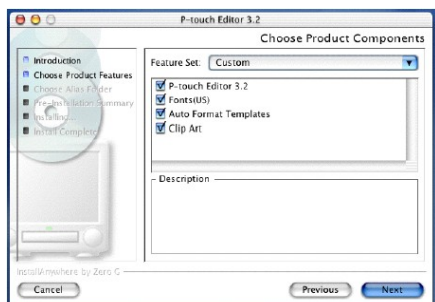 P-touch Editor 3.2
Choose Product Components
Introduction
Choose Product Features
Choose Alias Folder
Pre-Installation Summary
Installing...
Install Complete
Feature Set: Custom
P-touch Editor 3.2
Fonts(US)
Auto Format Templates
Clip Art
Description
InstallAnywhere by Zero G
Cancel
Previous
Next